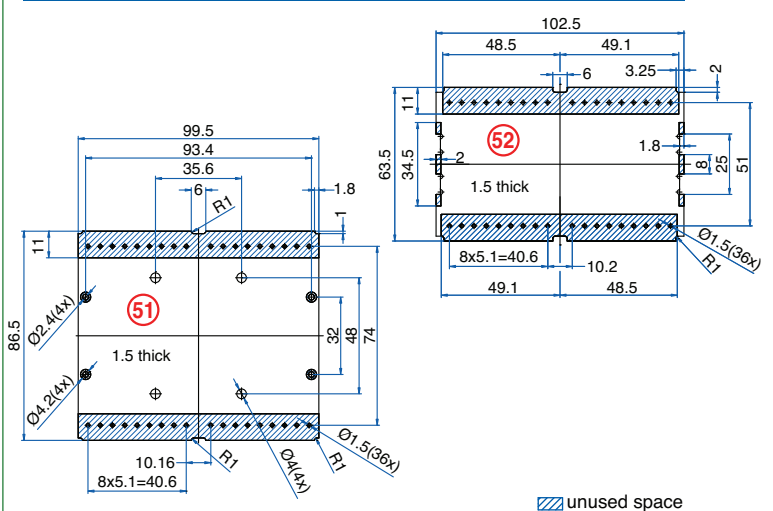 102.5
48.5
49.1
6
3.25
2
11
63.5
34.5
2
52
1.5 thick
1.8
8
25
51
8x5.1=40.6
10.2
Ø1.5(36x)
R1
49.1
48.5
99.5
93.4
35.6
6
R1
1.8
1
11
86.5
Ø2.4(4x)
51
1.5 thick
32
48
74
Ø4.2(4x)
10.16
8x5.1=40.6
R1
Ø4(4x)
R1
Ø1.5(36x)
unused space